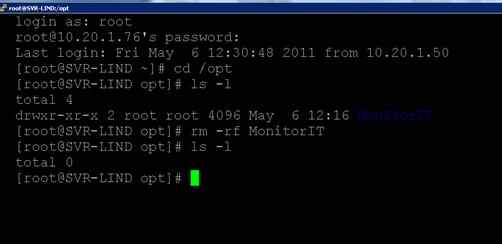 root@SVR-LIND:/opt
login as: root
root@10.20.1.76's password:
Last login: Fri May  6 12:30:48 2011 from 10.20.1.50
[root@SVR-LIND ~]# cd /opt
[root@SVR-LIND opt]# ls -l
total 4
drwxr-xr-x 2 root root 4096 May  6 12:16 MonitorIT
[root@SVR-LIND opt]# rm -rf MonitorIT
[root@SVR-LIND opt]# ls -l
total 0
[root@SVR-LIND opt]#